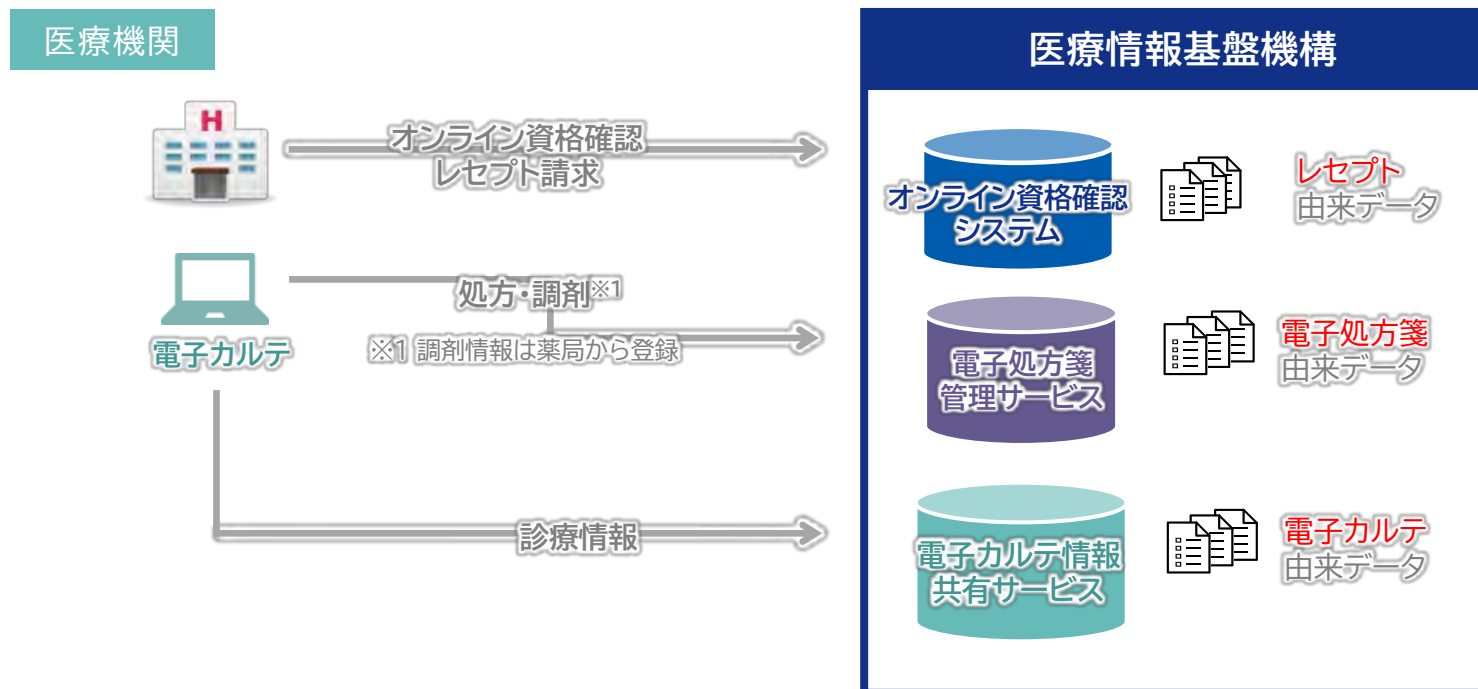 医療機関
医療情報基盤機構
H
オンライン資格確認
レセプト請求
オンライン資格確認
システム
レセプト
由来データ
処方・調剤※1
※1 調剤情報は薬局から登録
電子カルテ
電子処方箋
管理サービス
電子処方箋
由来データ
診療情報
電子カルテ情報
共有サービス
電子カルテ
由来データ